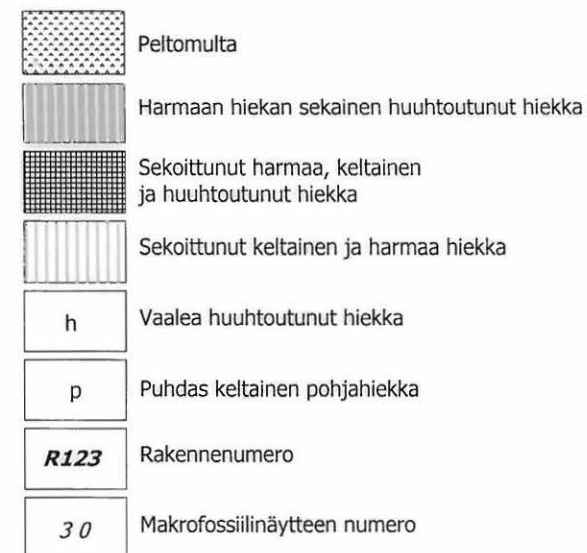 Peltomulta
Harmaan hiekan sekainen huuhtoutunut hiekka
Sekoittunut harmaa, keltainen
ja huuhtoutunut hiekka
Sekoittunut keltainen ja harmaa hiekka
h Vaalea huuhtoutunut hiekka
p Puhdas keltainen pohjahiekka
R123 Rakennenumero
30 Makrofossiilinäytteen numero